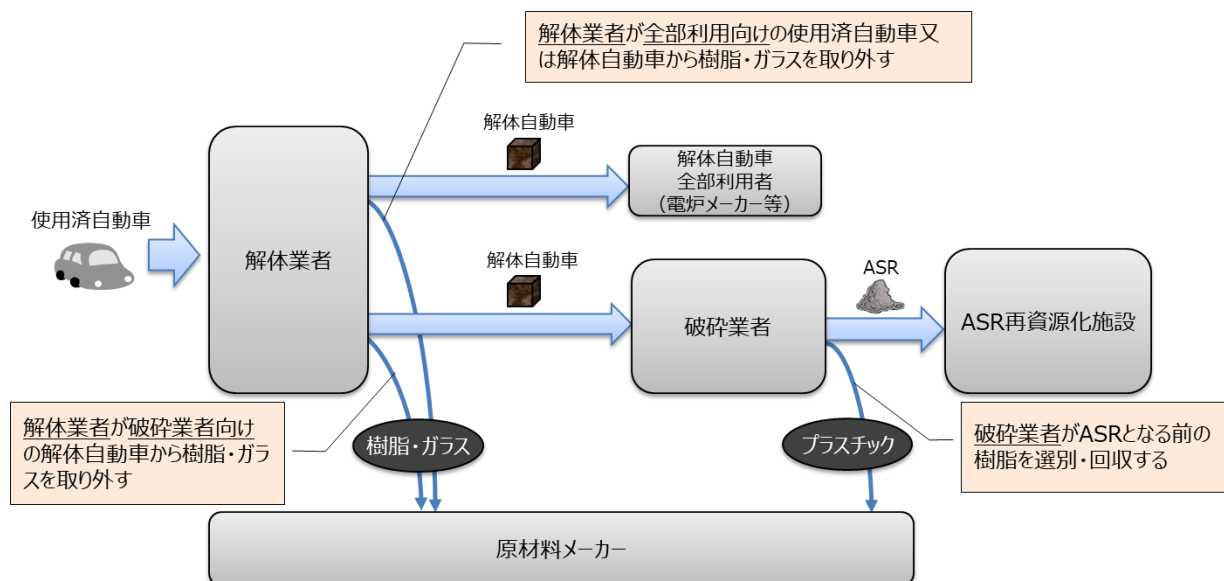 解体業者が全部利用向けの使用済自動車又
は解体自動車から樹脂・ガラスを取り外す
解体自動車
解体自動車
全部利用者
（電炉メーカー等）
使用済自動車
解体業者
解体自動車
破砕業者
ASR
ASR再資源化施設
解体業者が破砕業者向け
の解体自動車から樹脂・ガラ
スを取り外す
樹脂・ガラス
プラスチック
破砕業者がASRとなる前の
樹脂を選別・回収する
原材料メーカー